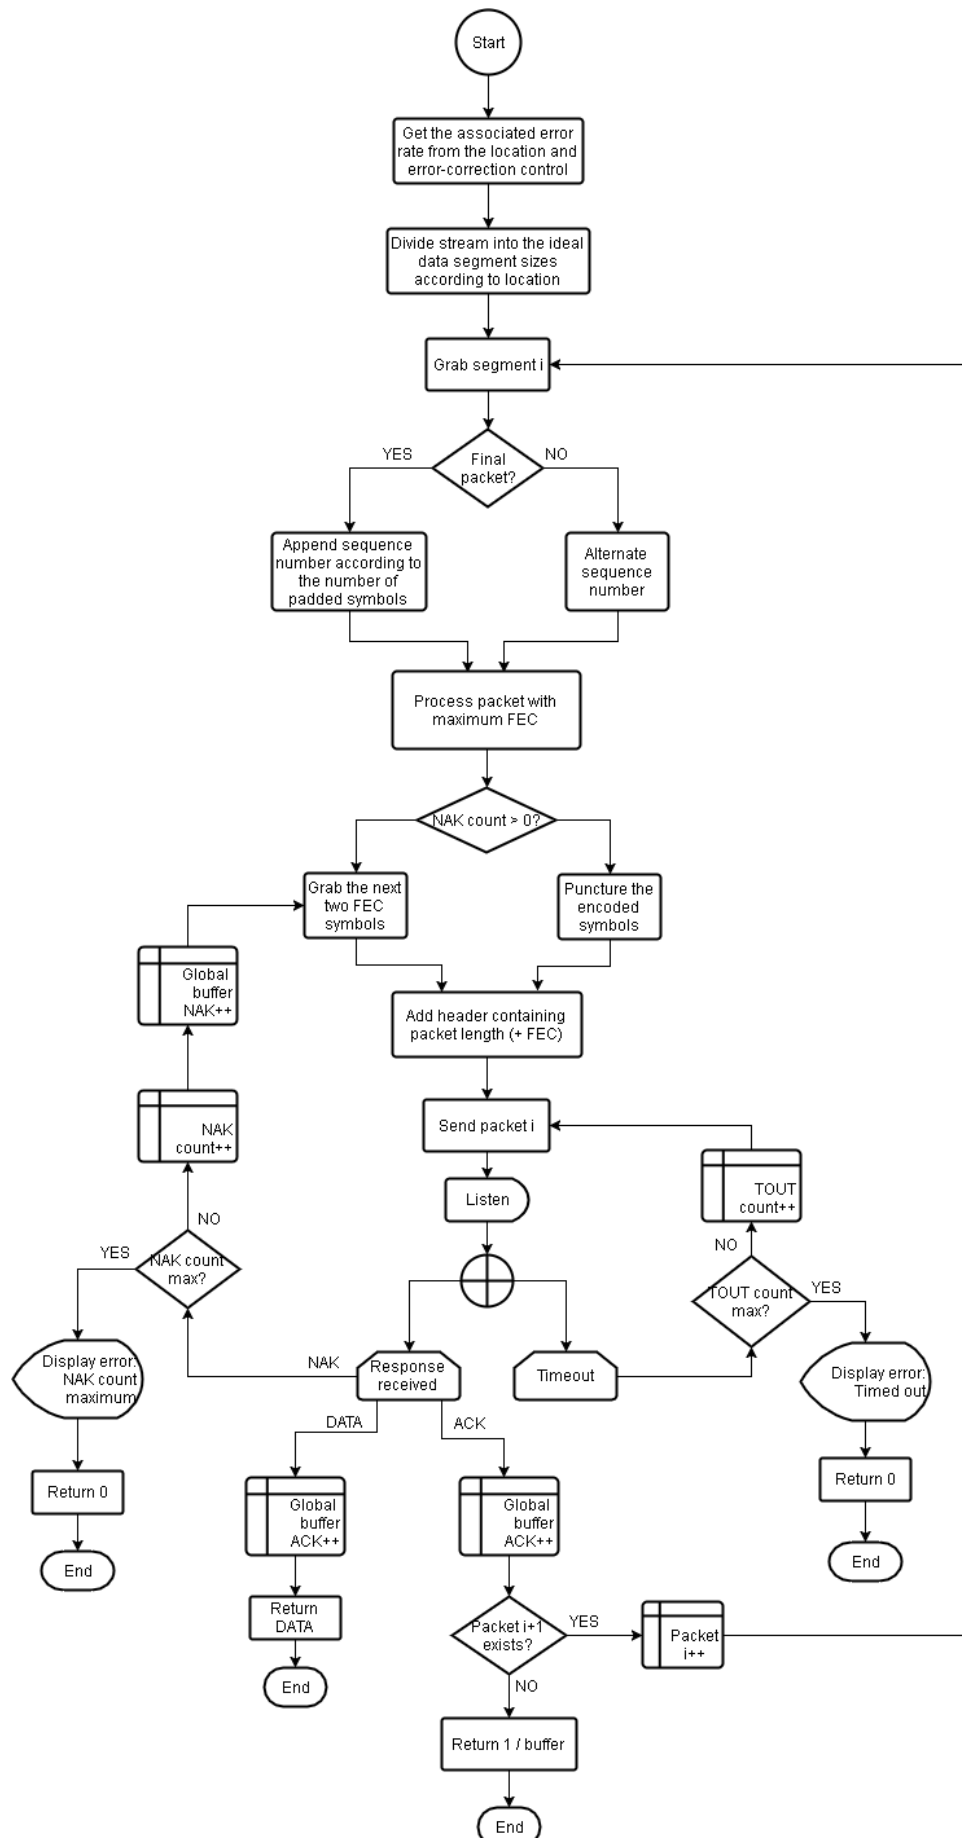 Start
Get the associated error
rate from the location and
error-correction control
Divide stream into the ideal
data segment sizes
according to location
Grab segment i
YES
Final
packet?
NO
Append sequence
number according to
the number of
padded symbols
Alternate
sequence
number
Process packet with
maximum FEC
NAK count > 0?
Grab the next
two FEC
symbols
Puncture the
encoded
symbols
Global
buffer
NAK++
Add header containing
packet length (+ FEC)
NAK
count++
Send packet i
TOUT
count++
Listen
NO
YES
NAK count
max?
NO
TOUT count
max?
YES
Display error:
NAK count
maximum
NAK
Response
received
Timeout
Display error:
Timed out
DATA
ACK
Return 0
Global
buffer
ACK++
Global
buffer
ACK++
Return 0
End
End
Return
DATA
Packet i+1
exists?
YES
Packet
i++
End
NO
Return 1 / buffer
End